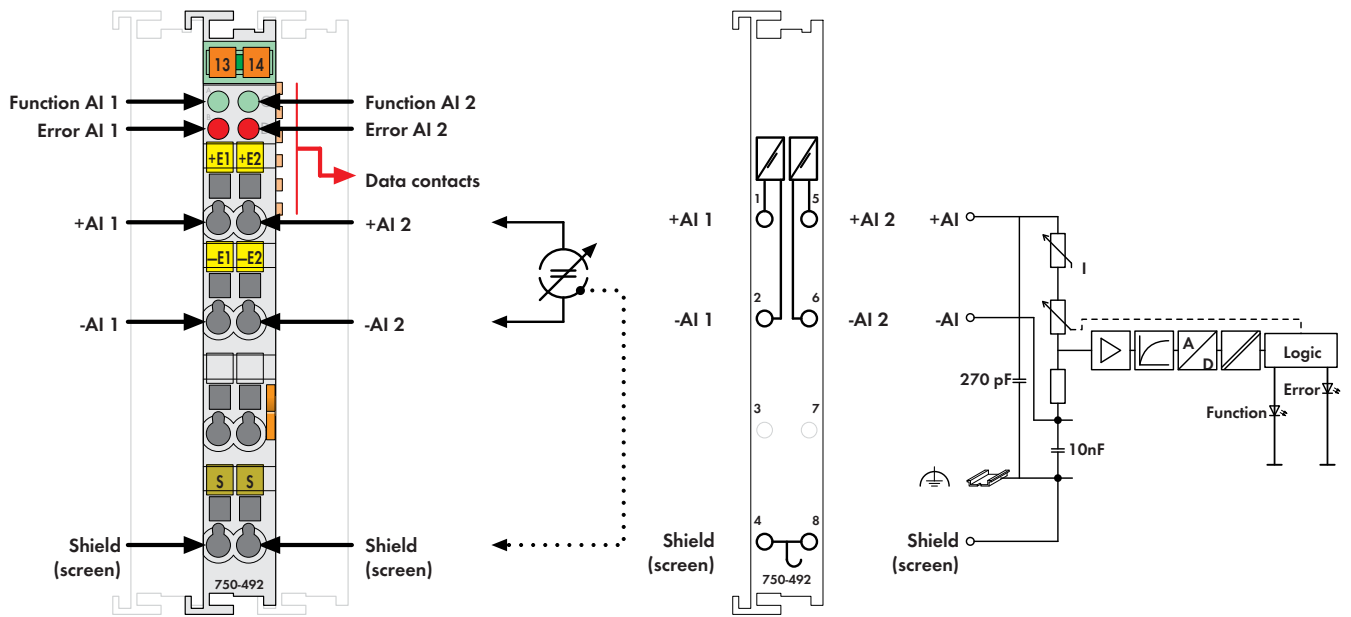 13 14
Function AI 1
Function AI 2
Error AI 1
Error AI 2
+E1 +E2
Data contacts
+AI 1
+AI 2
–E1 –E2
-AI 1
-AI 2
S S
Shield
(screen)
Shield
(screen)
750-492
1
5
+AI 1
+AI 2
2
6
-AI 1
-AI 2
3
7
4
8
Shield
(screen)
750-492
+AI
I
-AI
A
D
Logic
270 pF
Error
Function
10nF
Shield
(screen)